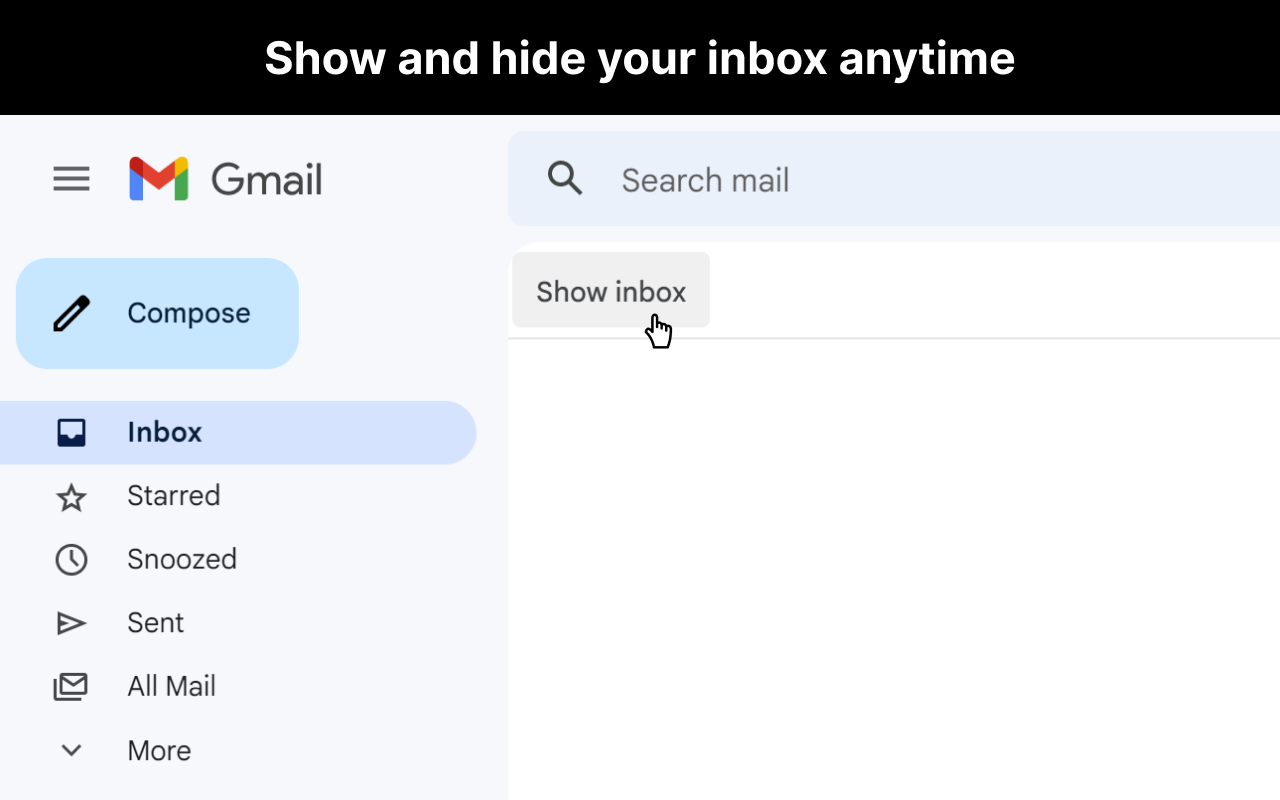 Show and hide your inbox anytime
Gmail
Search mail
Compose
Show inbox
Inbox
Starred
Snoozed
Sent
All Mail
More